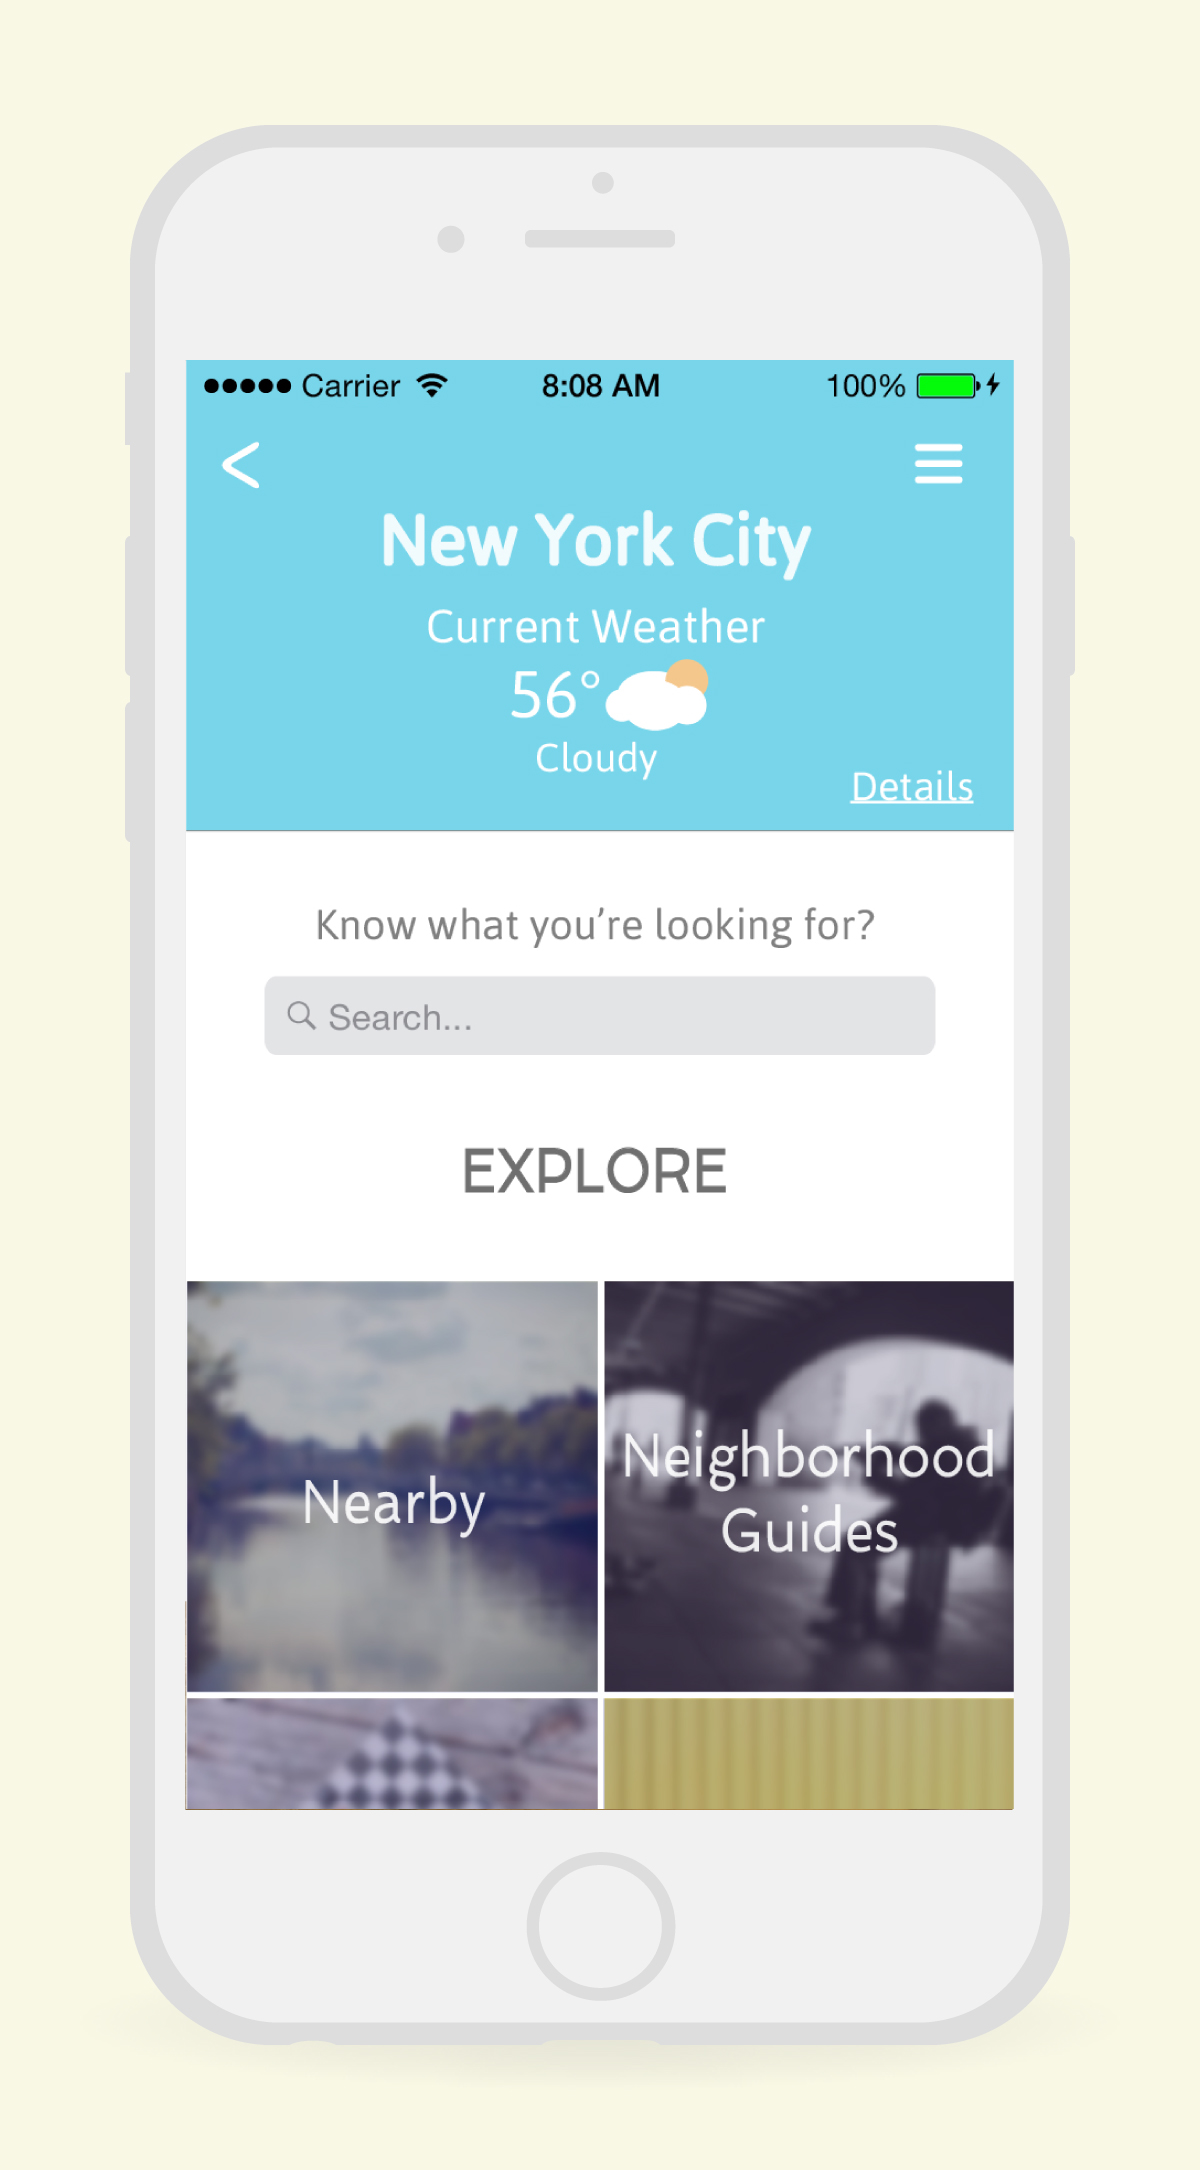 Carrier 8:08 AM 100%
New York City
Current Weather
56°
Cloudy
Details
Know what you’re looking for?
Search...
EXPLORE
Nearby
Neighborhood
Guides